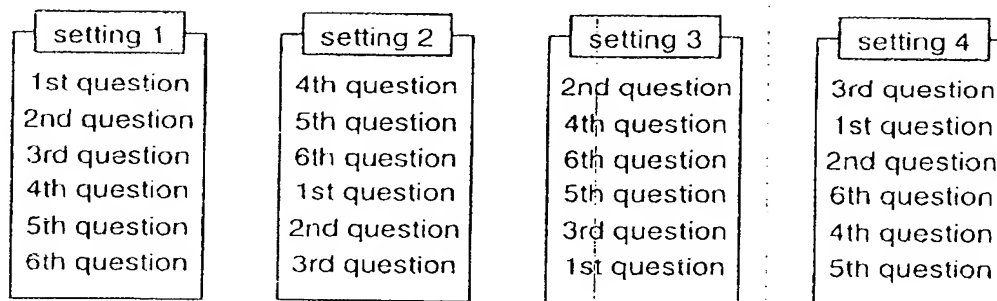 setting 1
1st question
2nd question
3rd question
4th question
5th question
6th question
setting 2
4th question
5th question
6th question
1st question
2nd question
3rd question
setting 3
2nd question
4th question
6th question
5th question
3rd question
1st question
setting 4
3rd question
1st question
2nd question
6th question
4th question
5th question